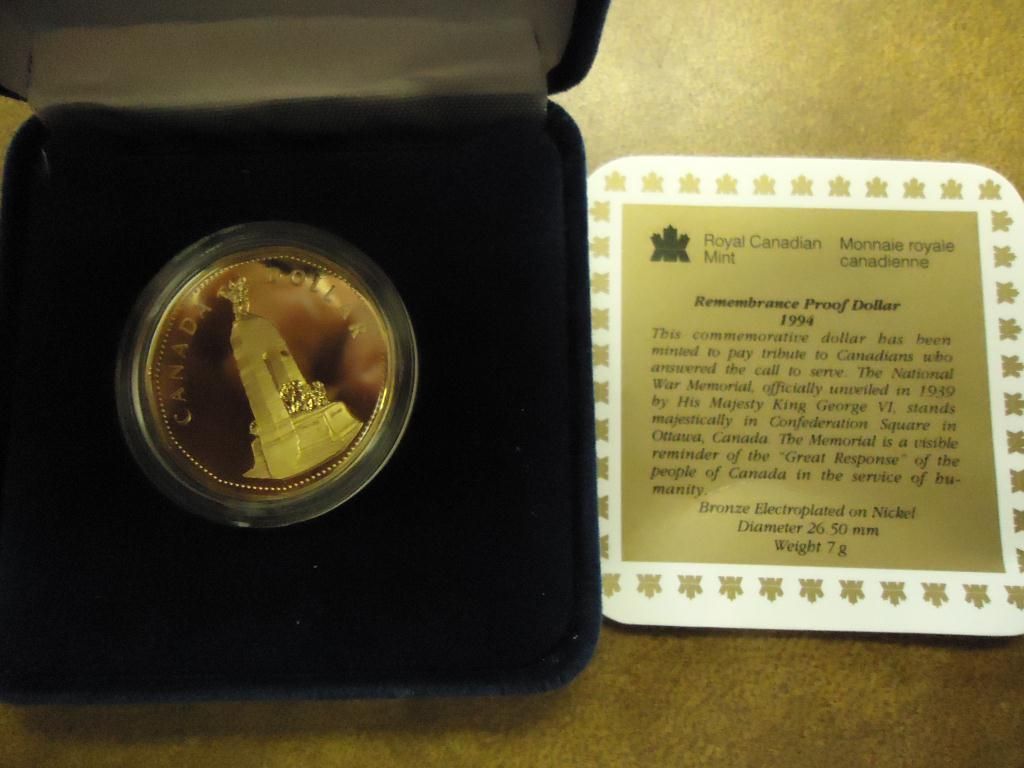 CANADA DOLLAR
Royal Canadian Mint
Monnaie royale canadienne
Remembrance Proof Dollar
1994
This commemorative dollar has been
minted to pay tribute to Canadians who
answered the call to serve. The National
War Memorial, officially unveiled in 1939
by His Majesty King George VI, stands
majestically in Confederation Square in
Ottawa, Canada. The Memorial is a visible
reminder of the "Great Response" of the
people of Canada in the service of hu-
manity.
Bronze Electroplated on Nickel
Diameter 26.50 mm
Weight 7 g